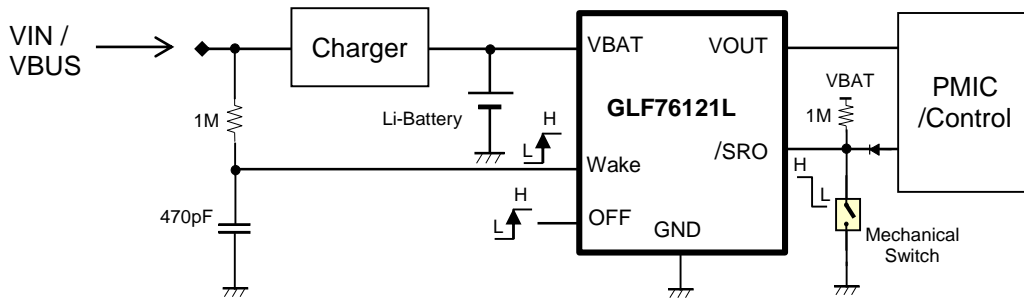 VIN /
VBUS
Charger
1M
470pF
Li-Battery
H
L
H
L
VBAT
VOUT
GLF76121L
/SRO
Wake
OFF
GND
VBAT
1M
H
L
Mechanical
Switch
PMIC
/Control